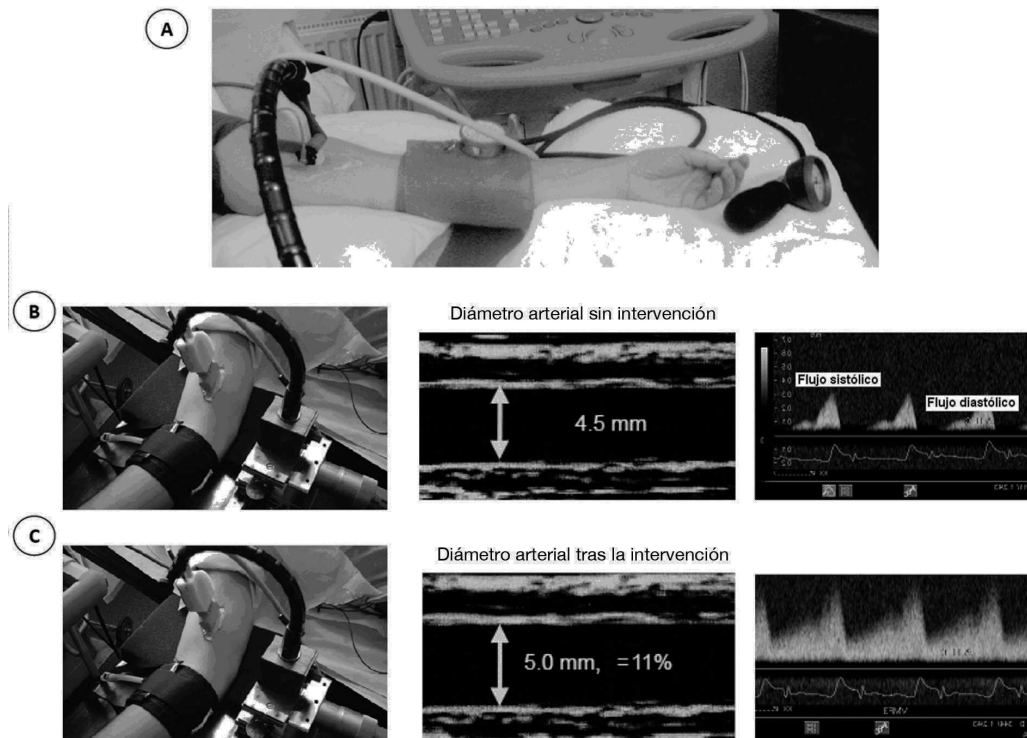 A
B
Diámetro arterial sin intervención
4.5 mm
Flujo sistólico
Flujo diastólico
C
Diámetro arterial tras la intervención
5.0 mm, =11%